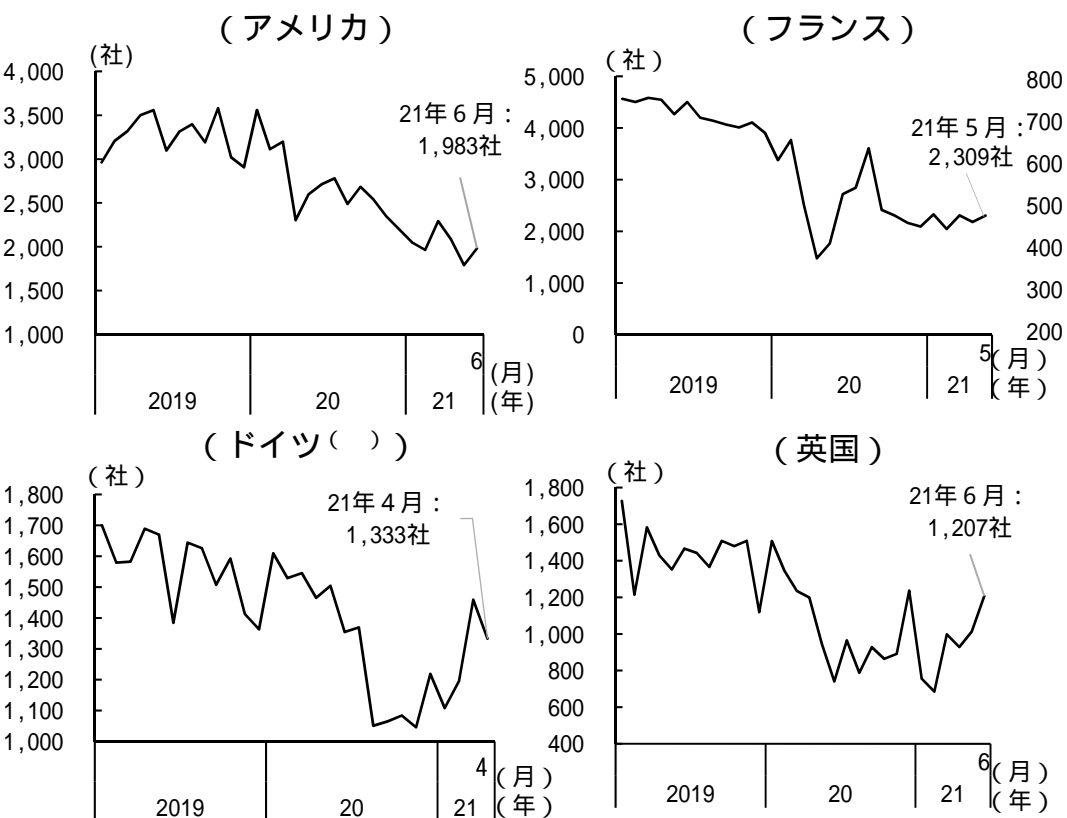 （アメリカ）
(社)
4,000
3,500
3,000
2,500
2,000
1,500
1,000
21年６月：
1,983社
6
(月)
2019
20
21
(年)
（フランス）
（社）
5,000
4,000
3,000
2,000
1,000
0
21年５月：
2,309社
800
700
600
500
400
300
200
5
（月）
2019
20
21
（年）
（ドイツ（　））
（社）
1,800
1,700
1,600
1,500
1,400
1,300
1,200
1,100
1,000
21年４月：
1,333社
4
（月）
2019
20
21
（年）
（英国）
（社）
1,800
1,600
1,400
1,200
1,000
800
600
400
21年６月：
1,207社
6
（月）
2019
20
21
（年）